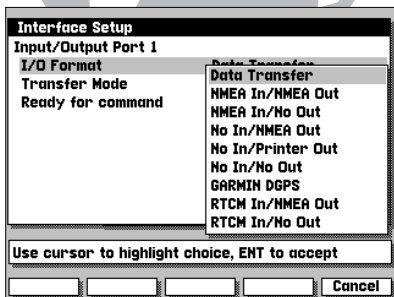 Interface Setup
Input/Output Port 1
I/O Format Data Transfer
Transfer Mode
Ready for command
Data Transfer
NMEA In/NMEA Out
NMEA In/No Out
No In/NMEA Out
No In/Printer Out
No In/No Out
GARMIN DGPS
RTCM In/NMEA Out
RTCM In/No Out
Use cursor to highlight choice, ENT to accept
Cancel